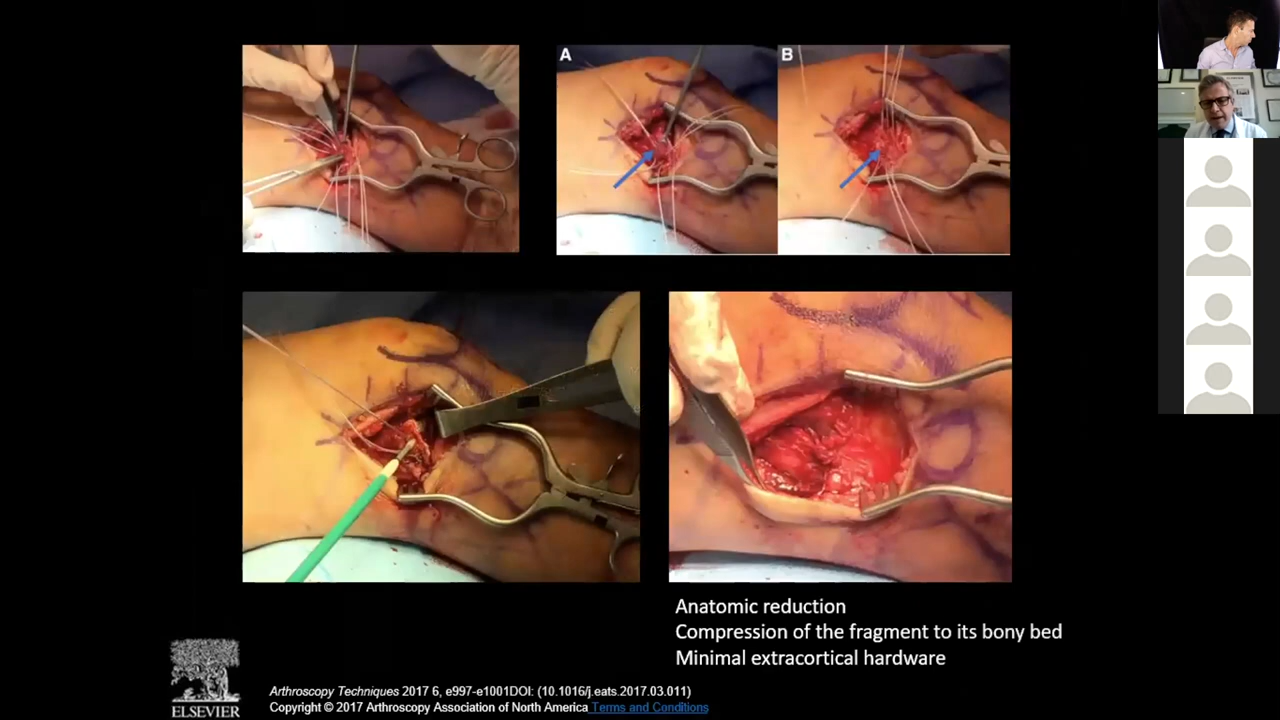 A
B
Anatomic reduction
Compression of the fragment to its bony bed
Minimal extracortical hardware
ELSEVIER
Arthroscopy Techniques 2017 6, e997-e1001DOI: (10.1016/j.eats.2017.03.011)
Copyright © 2017 Arthroscopy Association of North America Terms and Conditions